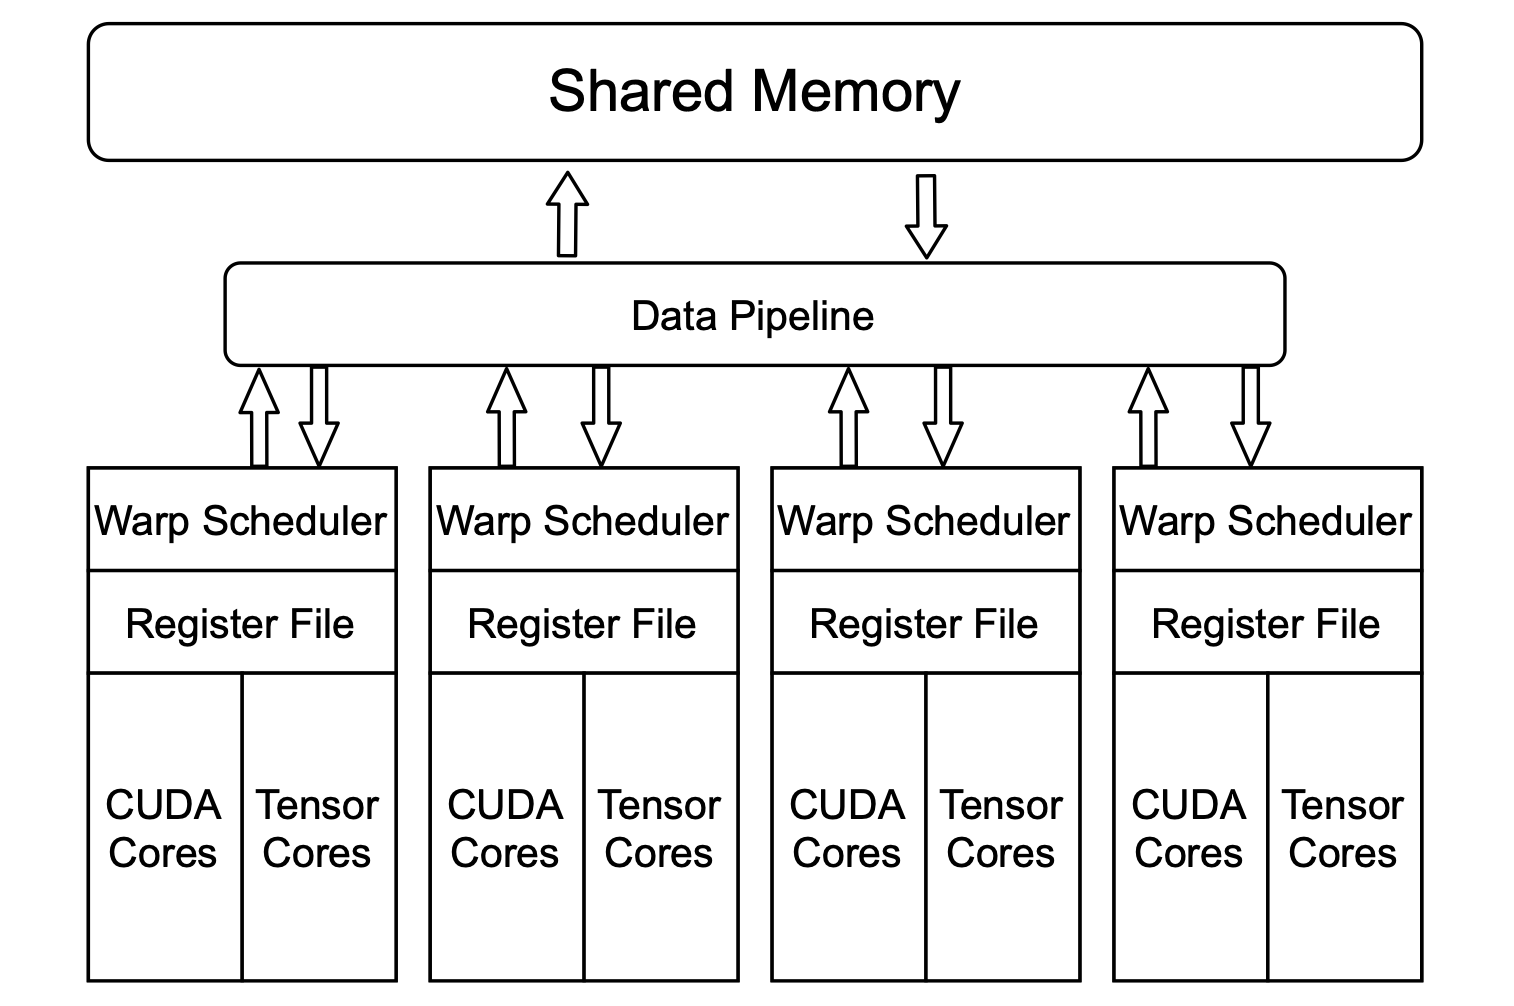 Shared Memory
Data Pipeline
Warp Scheduler
Register File
CUDA
Cores
Tensor
Cores
Warp Scheduler
Register File
CUDA
Cores
Tensor
Cores
Warp Scheduler
Register File
CUDA
Cores
Tensor
Cores
Warp Scheduler
Register File
CUDA
Cores
Tensor
Cores